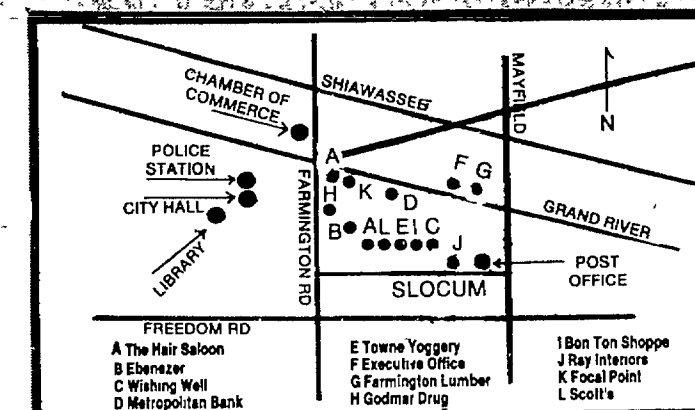 CHAMBER OF
COMMERCE
SHIAWASSEE
MAYFIELD
N
POLICE
STATION
CITY HALL
LIBRARY
FARMINGTON RD
A
H
K
D
F G
B
A L E I C
J
GRAND RIVER
POST
OFFICE
SLOCUM
FREEDOM RD
A The Hair Saloon
B Ebenezer
C Wishing Well
D Metropolitan Bank
E Towne Yoggery
F Executive Office
G Farmington Lumber
H Godmar Drug
I Bon Ton Shoppe
J Ray Interiors
K Focal Point
L Scott's